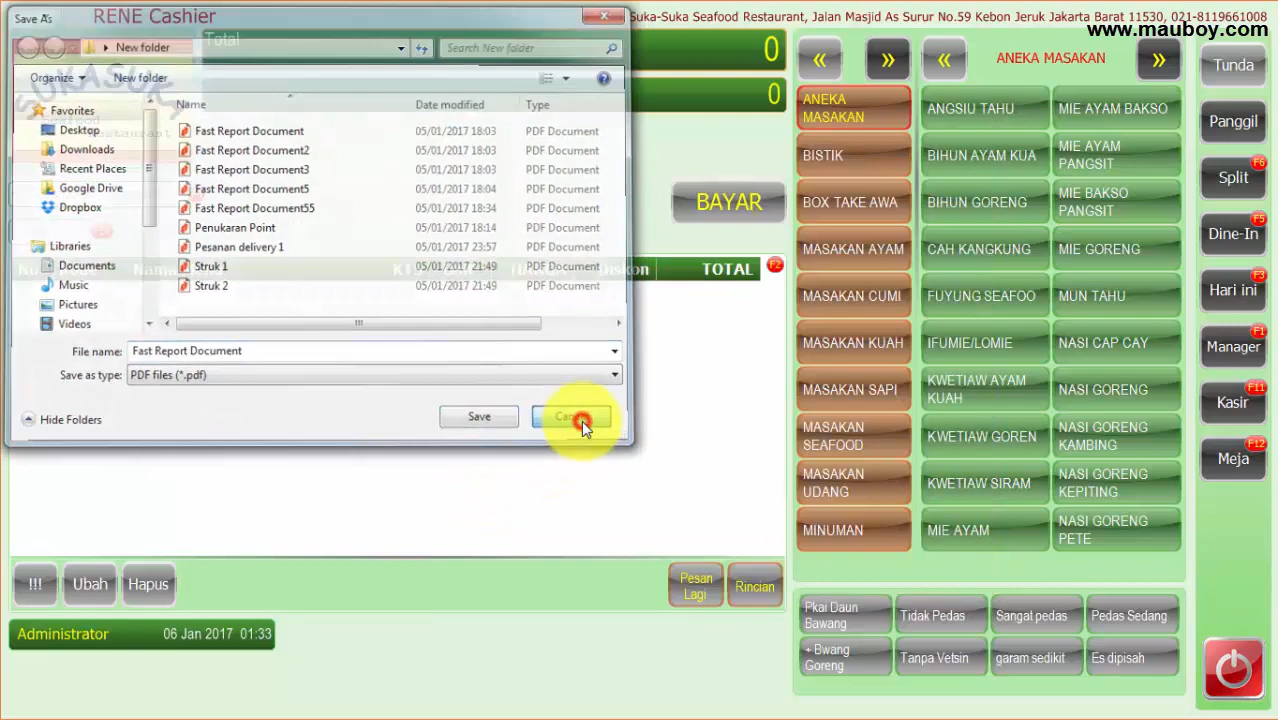 Save As
RENE Cashier
Suka-Suka Seafood Restaurant, Jalan Masjid As Surur No.59 Kebon Jeruk Jakarta Barat 11530, 021-8119661008
www.mauboy.com
New folder
Total
Search New folder
0
0
Organize
New folder
SUKASUK
Seafood
Restaurant
Favorites
Desktop
Downloads
Recent Places
Google Drive
Dropbox
Libraries
Documents
Music
Pictures
Videos
Name Date modified Type
Fast Report Document 05/01/2017 18:03 PDF Document
Fast Report Document2 05/01/2017 18:03 PDF Document
Fast Report Document3 05/01/2017 18:03 PDF Document
Fast Report Document5 05/01/2017 18:04 PDF Document
Fast Report Document55 05/01/2017 18:34 PDF Document
Penukaran Point 05/01/2017 18:14 PDF Document
Pesanan delivery 1 05/01/2017 23:57 PDF Document
Struk 1 05/01/2017 21:49 PDF Document
Struk 2 05/01/2017 21:49 PDF Document
Diskon TOTAL F2
File name: Fast Report Document
Save as type: PDF files (*.pdf)
Hide Folders
Save
BAYAR
!!!
Ubah
Hapus
Pesan
Lagi
Rincian
Administrator 06 Jan 2017 01:33
«
»
«
ANEKA MASAKAN
»
ANEKA
MASAKAN
BISTIK
BOX TAKE AWA
MASAKAN AYAM
MASAKAN CUMI
MASAKAN KUAH
MASAKAN SAPI
MASAKAN
SEAFOOD
MASAKAN
UDANG
MINUMAN
ANGSIU TAHU
BIHUN AYAM KUA
BIHUN GORENG
CAH KANGKUNG
FUYUNG SEAFOO
IFUMIE/LOMIE
KWETIAW AYAM
KUAH
KWETIAW GOREN
KWETIAW SIRAM
MIE AYAM
MIE AYAM BAKSO
MIE AYAM
PANGSIT
MIE BAKSO
PANGSIT
MIE GORENG
MUN TAHU
NASI CAP CAY
NASI GORENG
NASI GORENG
KAMBING
NASI GORENG
KEPITING
NASI GORENG
PETE
Pkai Daun
Bawang
Tidak Pedas
Sangat pedas
Pedas Sedang
+ Bwang
Goreng
Tanpa Vetsin
garam sedikit
Es dipisah
Tunda
Panggil
F6
Split
F5
Dine-In
F3
Hari ini
F1
Manager
F11
Kasir
F12
Meja